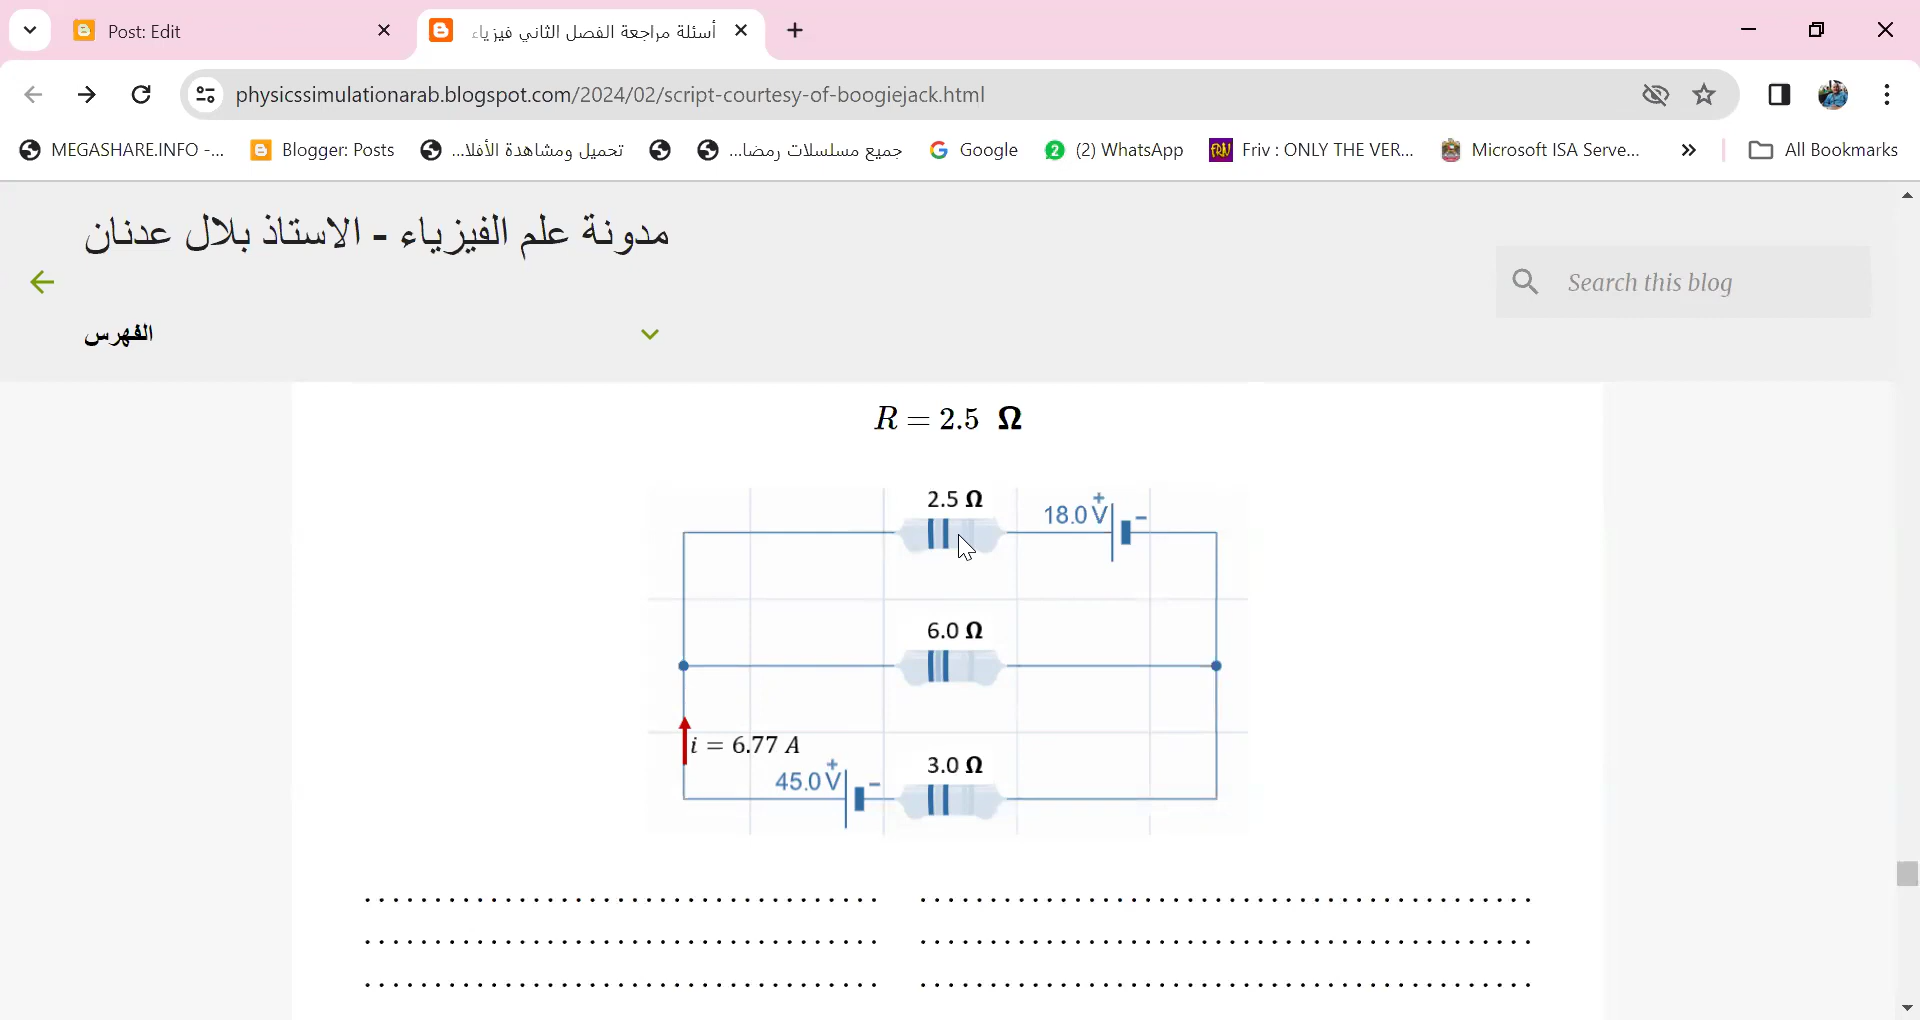 Post: Edit
أسئلة مراجعة الفصل الثاني فيزياء
physicssimulationarab.blogspot.com/2024/02/script-courtesy-of-boogiejack.html
MEGASHARE.INFO -...
Blogger: Posts
تحميل ومشاهدة الأفلا...
جميع مسلسلات رمضا...
Google
2
(2) WhatsApp
FRIV
Friv : ONLY THE VER...
Microsoft ISA Serve...
»
All Bookmarks
مدونة علم الفيزياء - الاستاذ بلال عدنان
Search this blog
الفهرس
R = 2.5 Ω
2.5 Ω
18.0 V
+
-
6.0 Ω
i = 6.77 A
3.0 Ω
45.0 V
+
-
.....................................
............................................
.....................................
............................................
.....................................
............................................